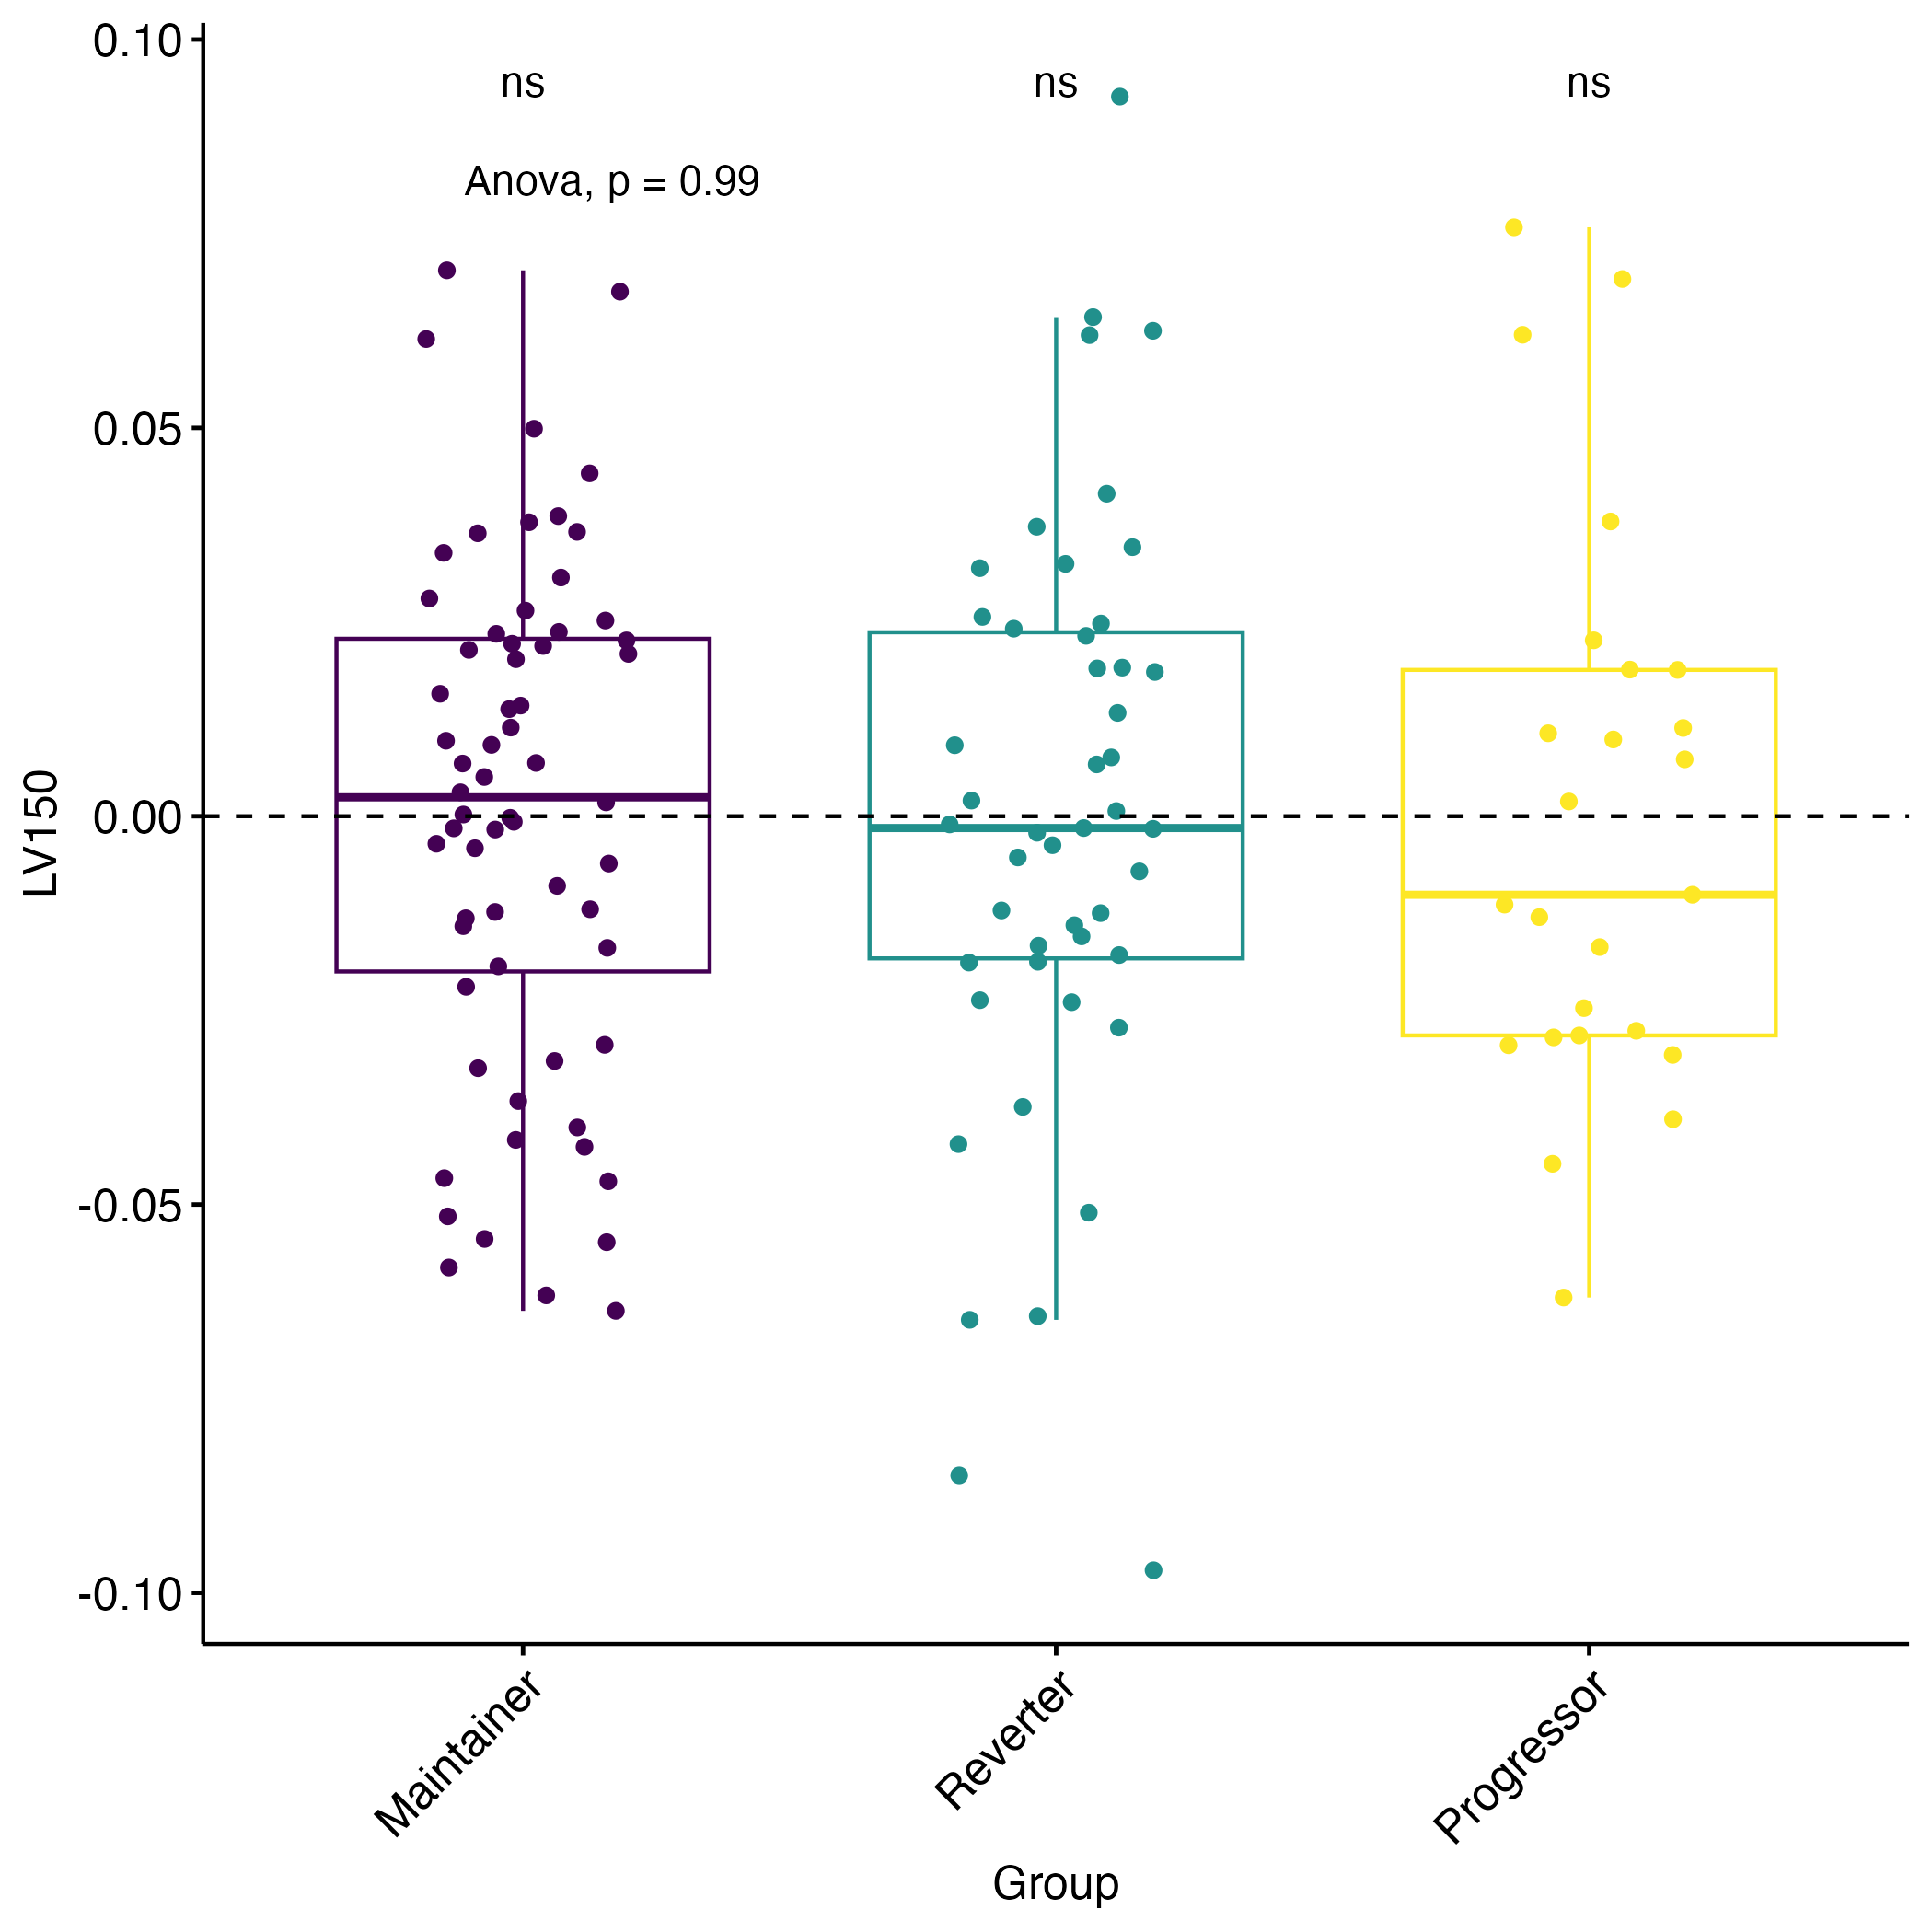 0.10
ns ns ns
Anova, p = 0.99
0.05
LV150
0.00
-0.05
-0.10
Maintainer
Reverter
Progressor
Group